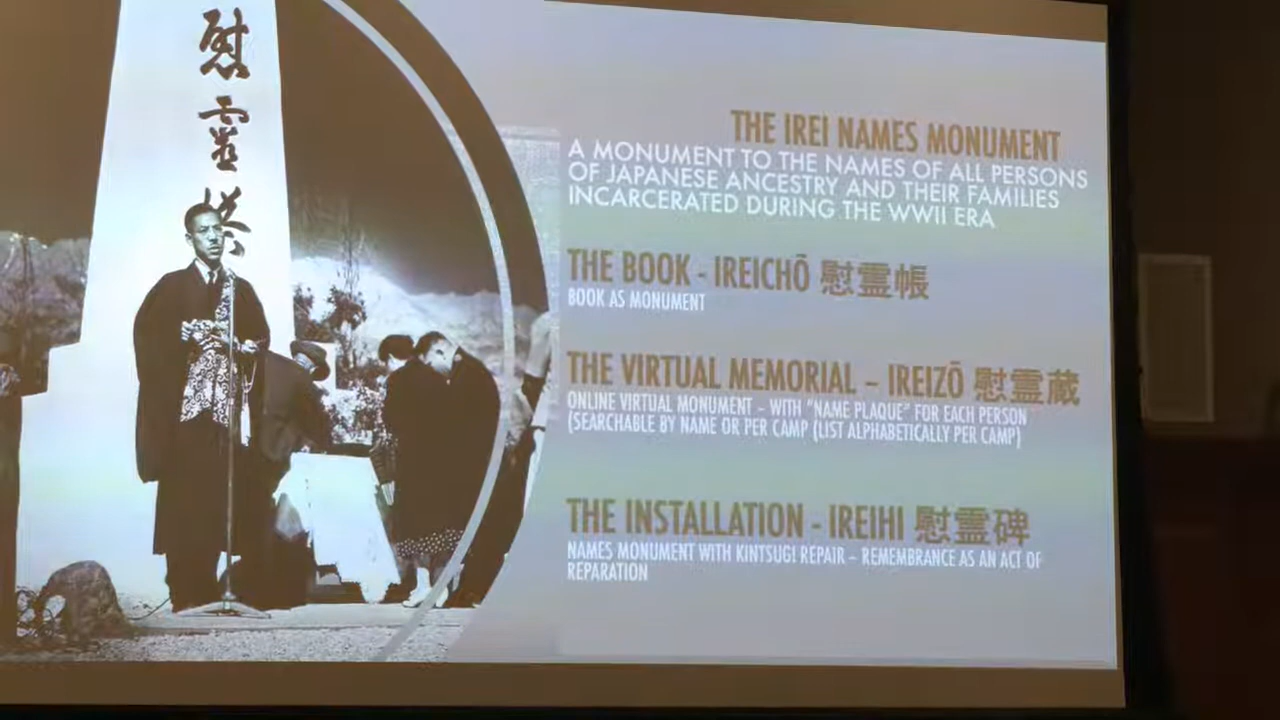 慰
霊
塔
THE IREI NAMES MONUMENT
A MONUMENT TO THE NAMES OF ALL PERSONS
OF JAPANESE ANCESTRY AND THEIR FAMILIES
INCARCERATED DURING THE WWII ERA
THE BOOK - IREICHŌ 慰霊帳
BOOK AS MONUMENT
THE VIRTUAL MEMORIAL – IREIZŌ 慰霊蔵
ONLINE VIRTUAL MONUMENT – WITH "NAME PLAQUE" FOR EACH PERSON
(SEARCHABLE BY NAME OR PER CAMP (LIST ALPHABETICALLY PER CAMP)
THE INSTALLATION - IREIHI 慰霊碑
NAMES MONUMENT WITH KINTSUGI REPAIR – REMEMBRANCE AS AN ACT OF
REPARATION